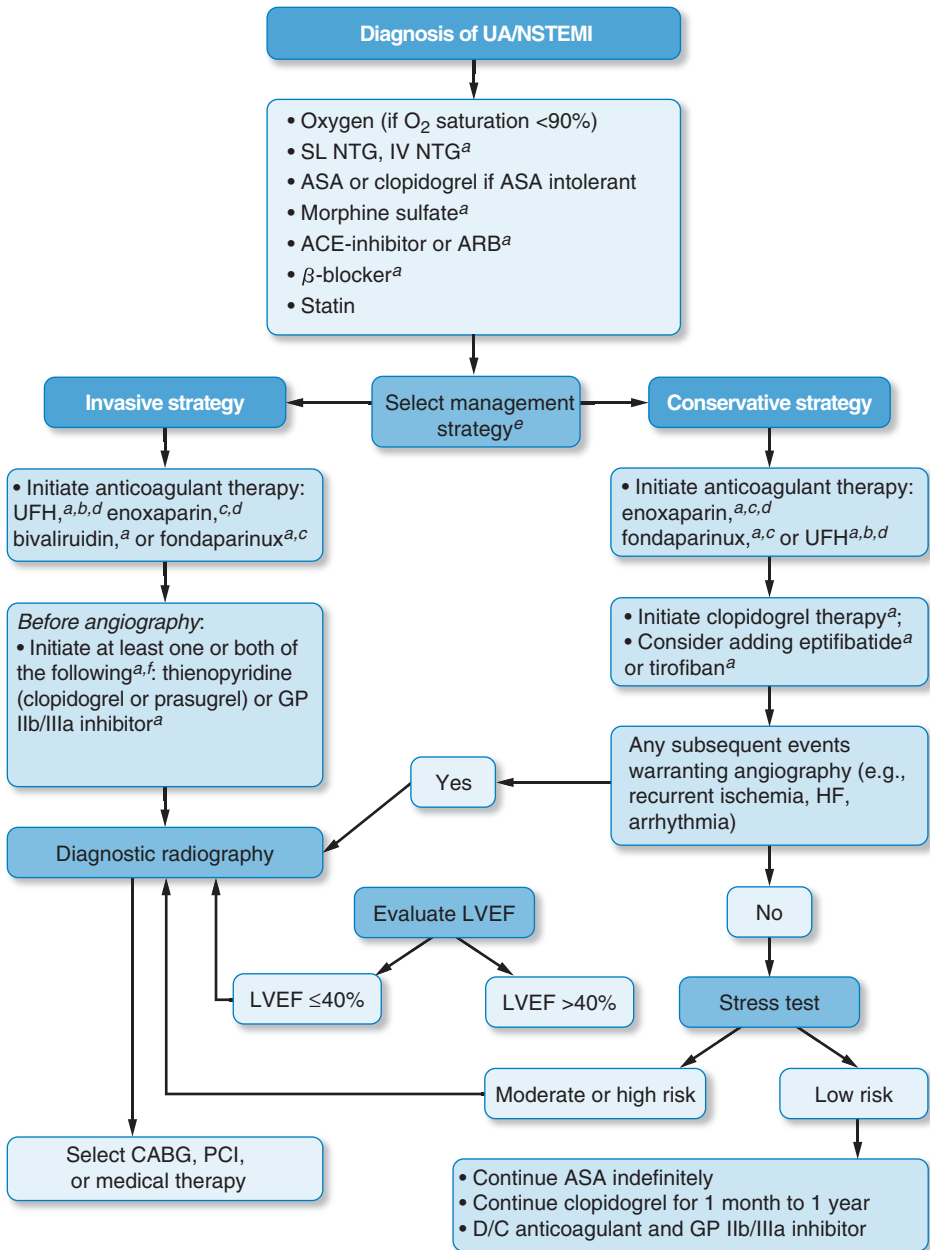 Diagnosis of UA/NSTEMI
• Oxygen (if O2 saturation <90%)
• SL NTG, IV NTGa
• ASA or clopidogrel if ASA intolerant
• Morphine sulfatea
• ACE-inhibitor or ARBa
• β-blockera
• Statin
Invasive strategy
Select management
strategye
Conservative strategy
• Initiate anticoagulant therapy:
UFH,a,b,d enoxaparin,c,d
bivaliruidin,a or fondaparinuxa,c
• Initiate anticoagulant therapy:
enoxaparin,a,c,d
fondaparinux,a,c or UFHa,b,d
Before angiography:
• Initiate at least one or both of
the followinga,f: thienopyridine
(clopidogrel or prasugrel) or GP
IIb/IIIa inhibitora
• Initiate clopidogrel therapya;
• Consider adding eptifibatidea
or tirofibana
Any subsequent events
warranting angiography (e.g.,
recurrent ischemia, HF,
arrhythmia)
Yes
Diagnostic radiography
No
Evaluate LVEF
LVEF ≤40%
LVEF >40%
Stress test
Moderate or high risk
Low risk
Select CABG, PCI,
or medical therapy
• Continue ASA indefinitely
• Continue clopidogrel for 1 month to 1 year
• D/C anticoagulant and GP IIb/IIIa inhibitor